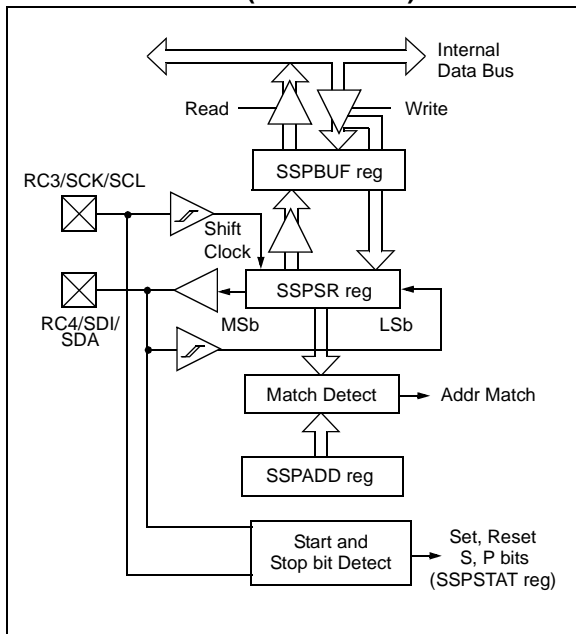 Internal
Data Bus
Read
Write
SSPBUF reg
RC3/SCK/SCL
Shift
Clock
SSPSR reg
MSb
LSb
RC4/SDI/
SDA
Match Detect
Addr Match
SSPADD reg
Start and
Stop bit Detect
Set, Reset
S, P bits
(SSPSTAT reg)